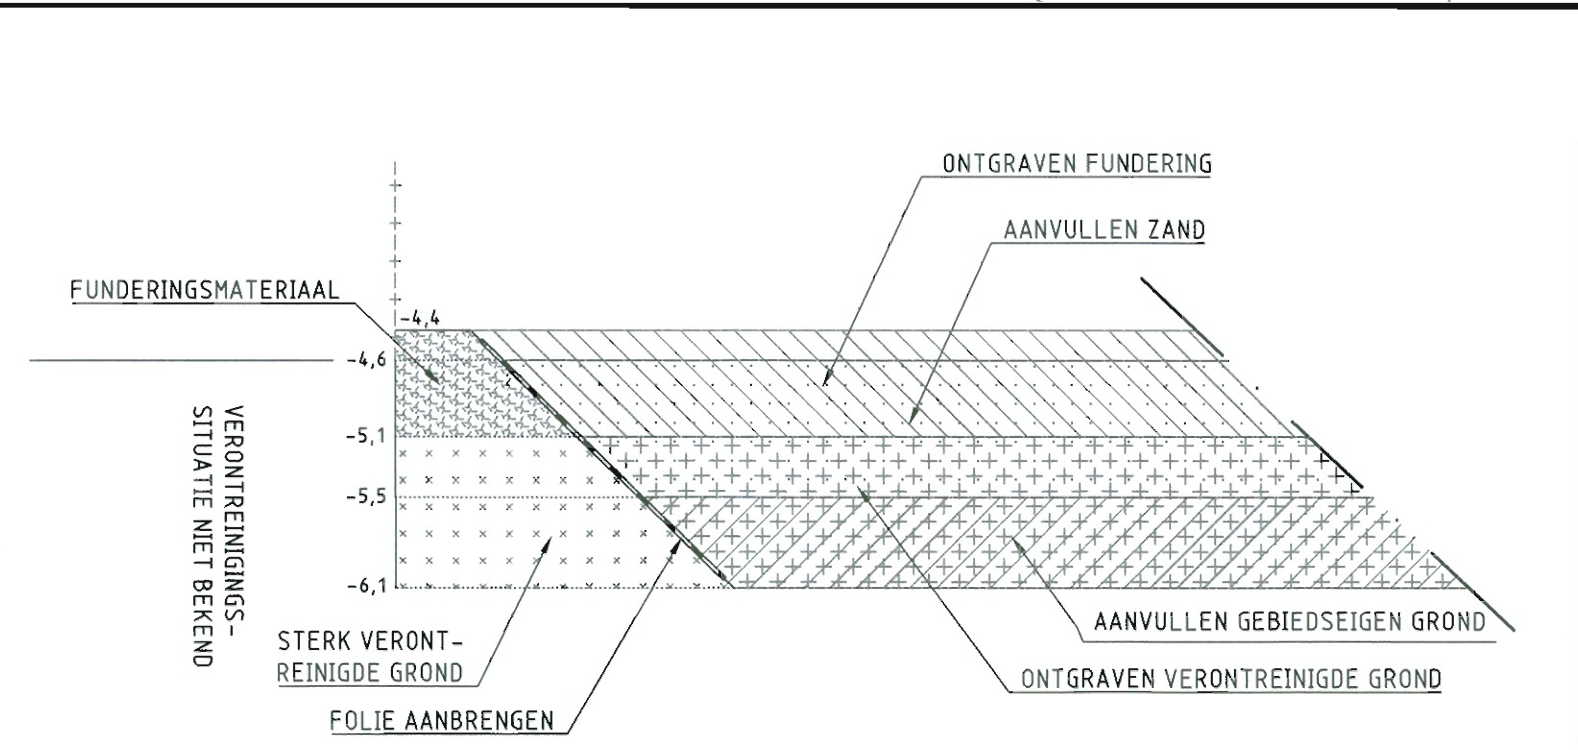 ONTGRAVEN FUNDERING
AANVULLEN ZAND
FUNDERINGSMATERIAAL
-4,4
-4,6
-5,1
-5,5
-6,1
VERONTREINIGINGS-
SITUATIE NIET BEKEND
STERK VERONT-
REINIGDE GROND
FOLIE AANBRENGEN
AANVULLEN GEBIEDSEIGEN GROND
ONTGRAVEN VERONTREINIGDE GROND